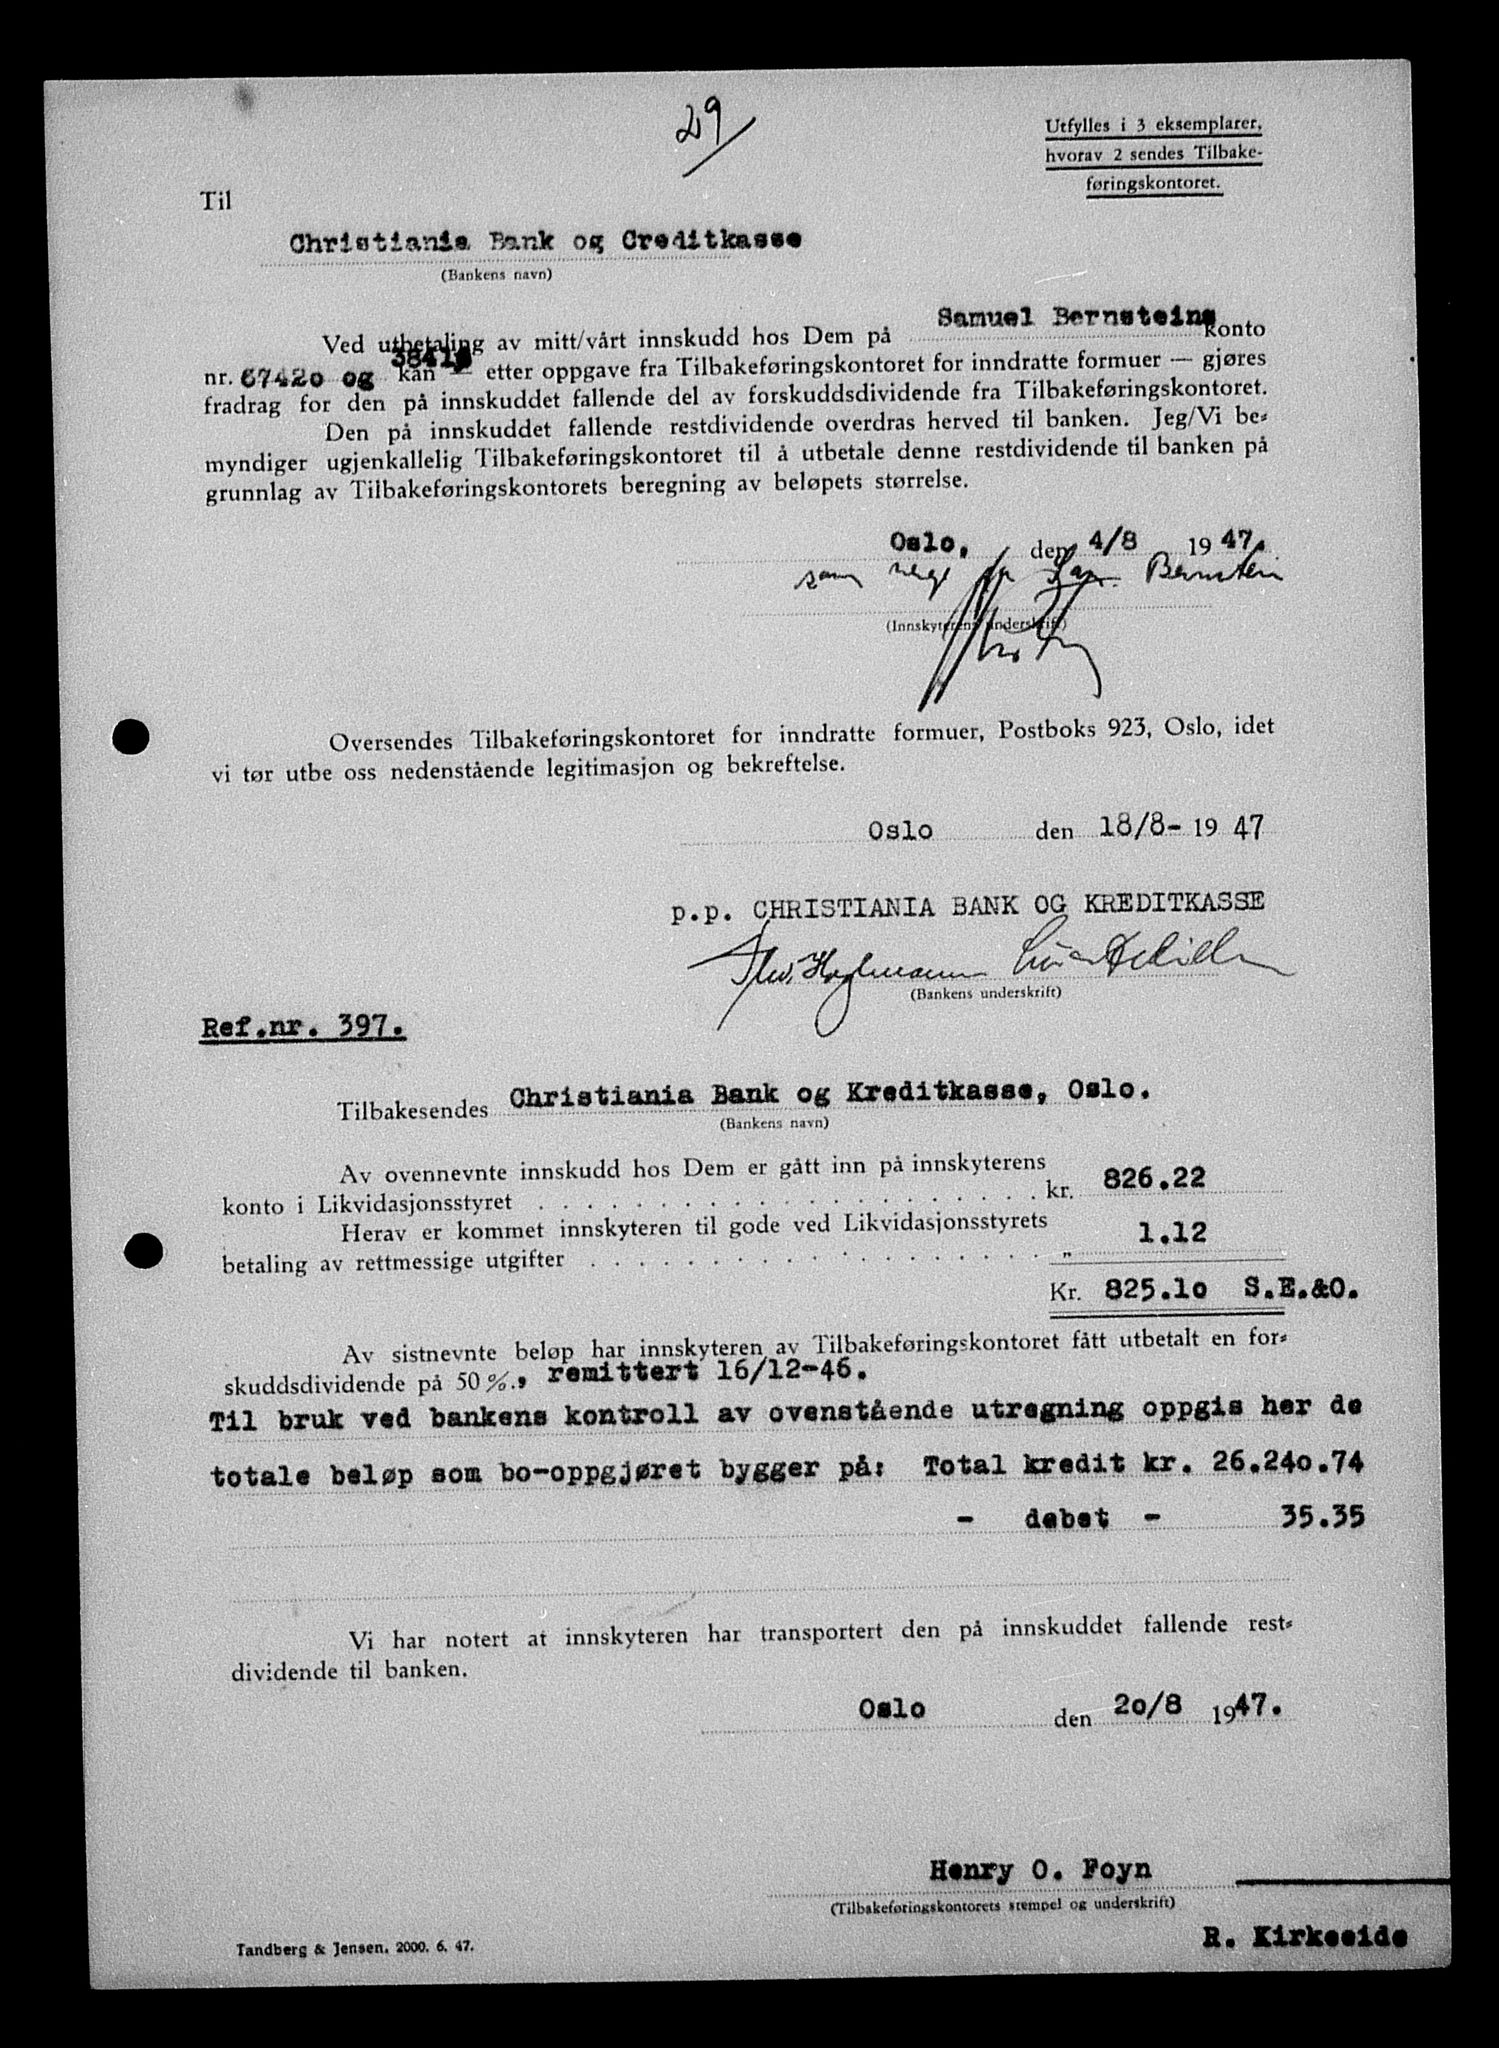 29
Utfylles i 3 eksemplarer,
hvorav 2 sendes Tilbake-
føringskontoret.
Til
Christiania Bank og Creditkasse
(Bankens navn)
Ved utbetaling av mitt/vårt innskudd hos Dem på Samuel Bernsteins konto
nr. 67420 og 38418 kan — etter oppgave fra Tilbakeføringskontoret for inndratte formuer — gjøres
fradrag for den på innskuddet fallende del av forskuddsdividende fra Tilbakeføringskontoret.
Den på innskuddet fallende restdividende overdras herved til banken. Jeg/Vi be-
myndiger ugjenkallelig Tilbakeføringskontoret til å utbetale denne restdividende til banken på
grunnlag av Tilbakeføringskontorets beregning av beløpets størrelse.
Oslo, den 4/8 1947.
som verge for Bernstein
(Innskyterens underskrift)
Oversendes Tilbakeføringskontoret for inndratte formuer, Postboks 923, Oslo, idet
vi tør utbe oss nedenstående legitimasjon og bekreftelse.
Oslo den 18/8- 1947
p.p. CHRISTIANIA BANK OG KREDITKASSE
(Bankens underskrift)
Ref.nr. 397.
Tilbakesendes Christiania Bank og Kreditkasse, Oslo.
(Bankens navn)
Av ovennevnte innskudd hos Dem er gått inn på innskyterens
konto i Likvidasjonsstyret . . . . . . . . . . . . . . . . . . . . kr. 826.22
Herav er kommet innskyteren til gode ved Likvidasjonsstyrets
betaling av rettmessige utgifter . . . . . . . . . . . . . . . . . „ 1.12
Kr. 825.10 S.E.&O.
Av sistnevnte beløp har innskyteren av Tilbakeføringskontoret fått utbetalt en for-
skuddsdividende på 50 %., remittert 16/12-46.
Til bruk ved bankens kontroll av ovenstående utregning oppgis her de
totale beløp som bo-oppgjøret bygger på: Total kredit kr. 26.240.74
- debet - 35.35
Vi har notert at innskyteren har transportert den på innskuddet fallende rest-
dividende til banken.
Oslo den 20/8 1947.
Henry O. Foyn
(Tilbakeføringskontorets stempel og underskrift)
R. Kirkeeide
Tandberg & Jensen. 2000. 6. 47.